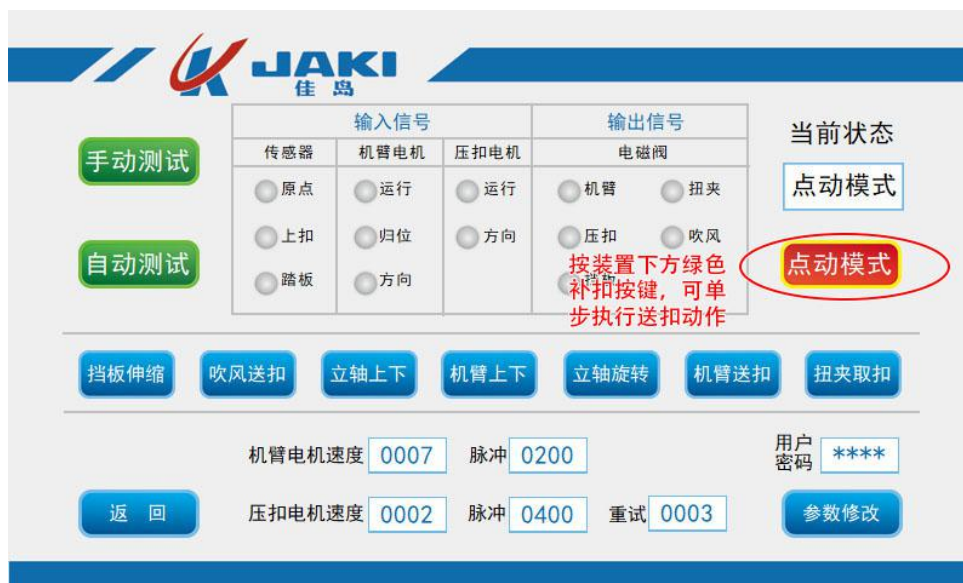 JAKI
佳岛
输入信号 输出信号
当前状态
传感器 机臂电机 压扣电机 电磁阀
手动测试
原点 运行 运行 机臂 扭夹
点动模式
上扣 归位 方向 压扣 吹风
自动测试
点动模式
踏板 方向
按装置下方绿色
补扣按键，可单
步执行送扣动作
挡板伸缩 吹风送扣 立轴上下 机臂上下 立轴旋转 机臂送扣 扭夹取扣
机臂电机速度 0007 脉冲 0200
用户
密码 ****
返 回 压扣电机速度 0002 脉冲 0400 重试 0003 参数修改